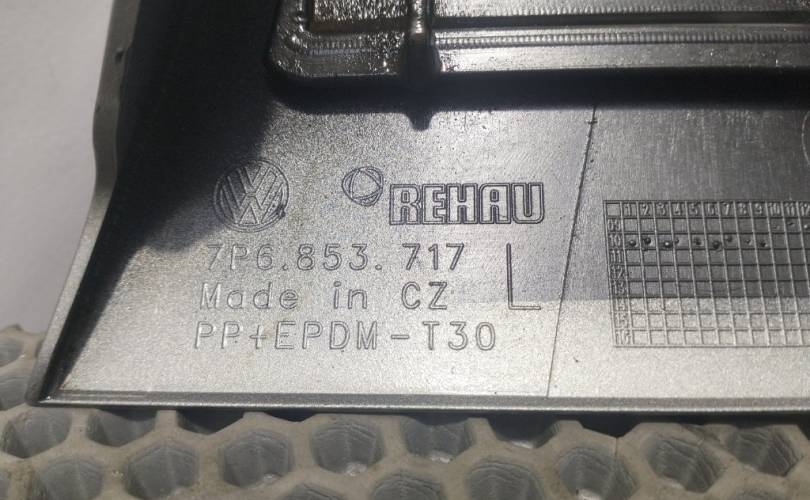 REHAU
7P6.853.717 L
Made in CZ
PP+EPDM-T30